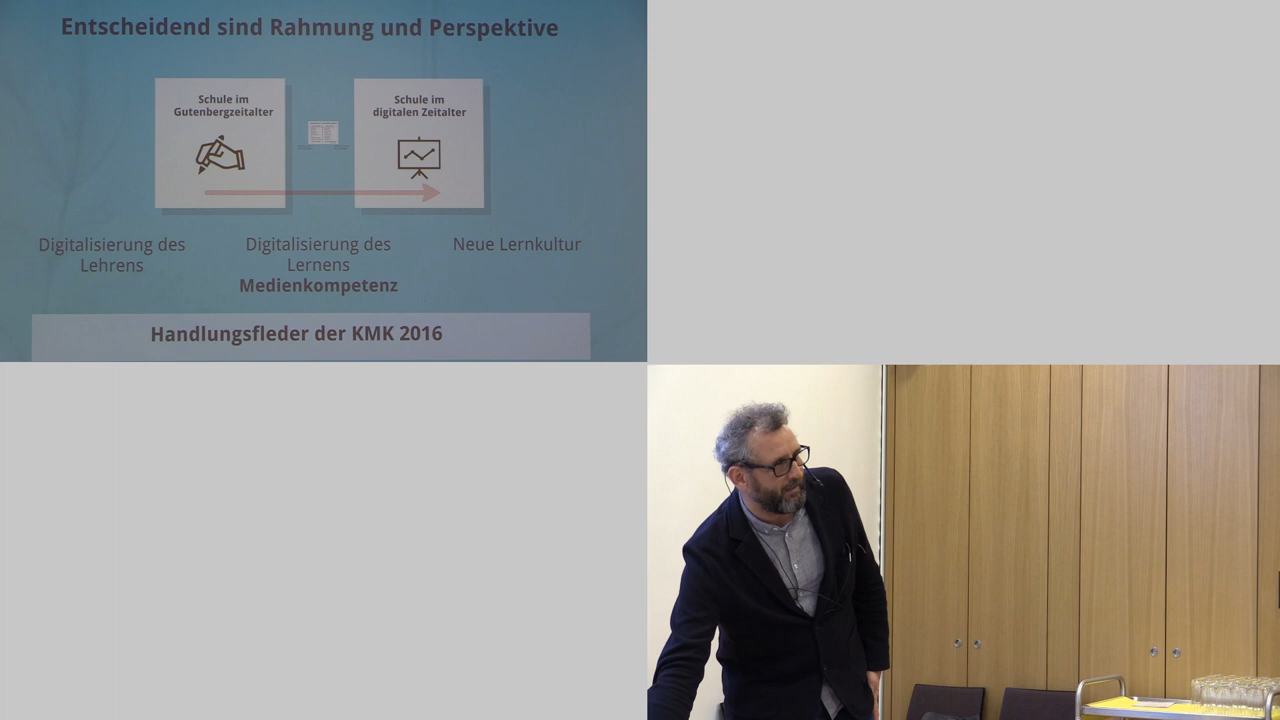 Entscheidend sind Rahmung und Perspektive
Schule im
Gutenbergzeitalter
Schule im
digitalen Zeitalter
Digitalisierung des
Lehrens
Digitalisierung des
Lernens
Medienkompetenz
Neue Lernkultur
Handlungsfleder der KMK 2016